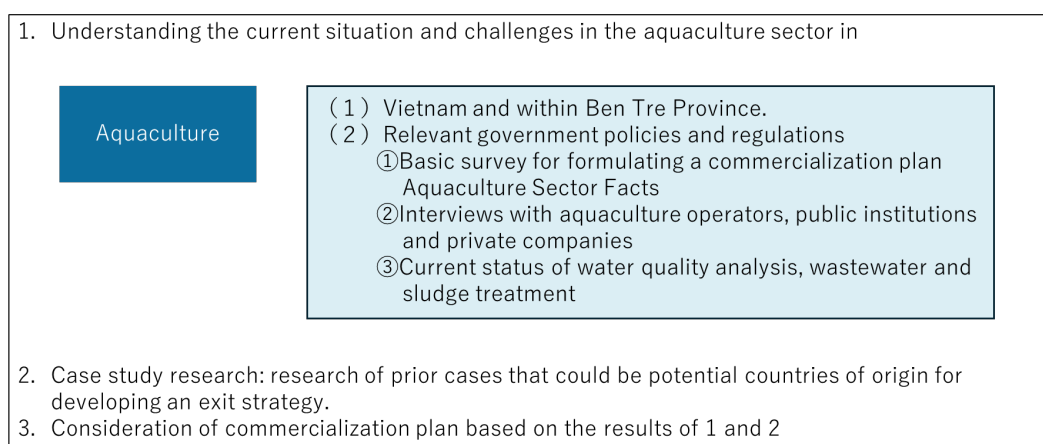 1. Understanding the current situation and challenges in the aquaculture sector in
Aquaculture
（1）Vietnam and within Ben Tre Province.
（2）Relevant government policies and regulations
①Basic survey for formulating a commercialization plan
Aquaculture Sector Facts
②Interviews with aquaculture operators, public institutions
and private companies
③Current status of water quality analysis, wastewater and
sludge treatment
2. Case study research: research of prior cases that could be potential countries of origin for
developing an exit strategy.
3. Consideration of commercialization plan based on the results of 1 and 2